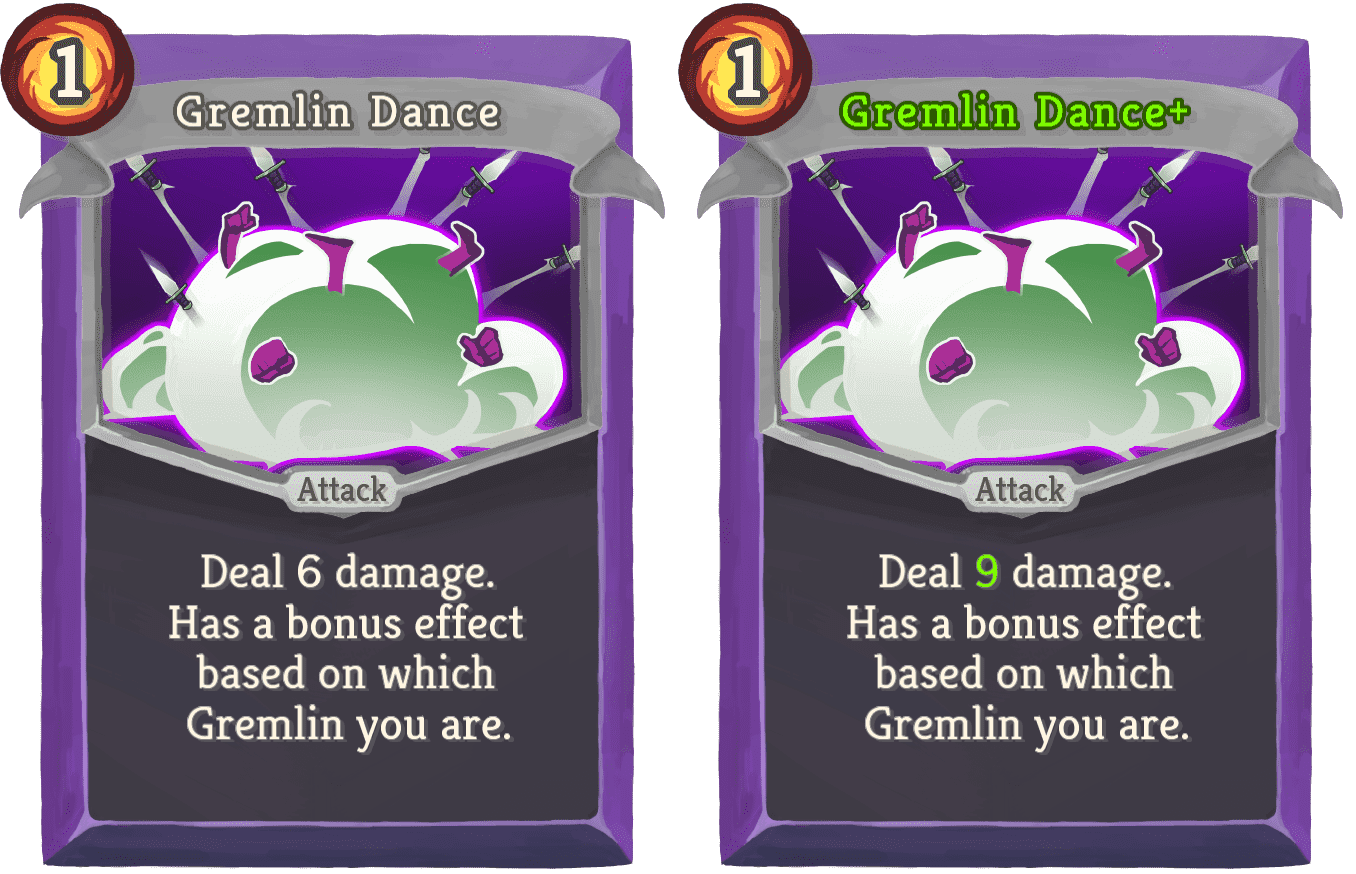 1
Gremlin Dance
Attack
Deal 6 damage.
Has a bonus effect
based on which
Gremlin you are.
1
Gremlin Dance+
Attack
Deal 9 damage.
Has a bonus effect
based on which
Gremlin you are.